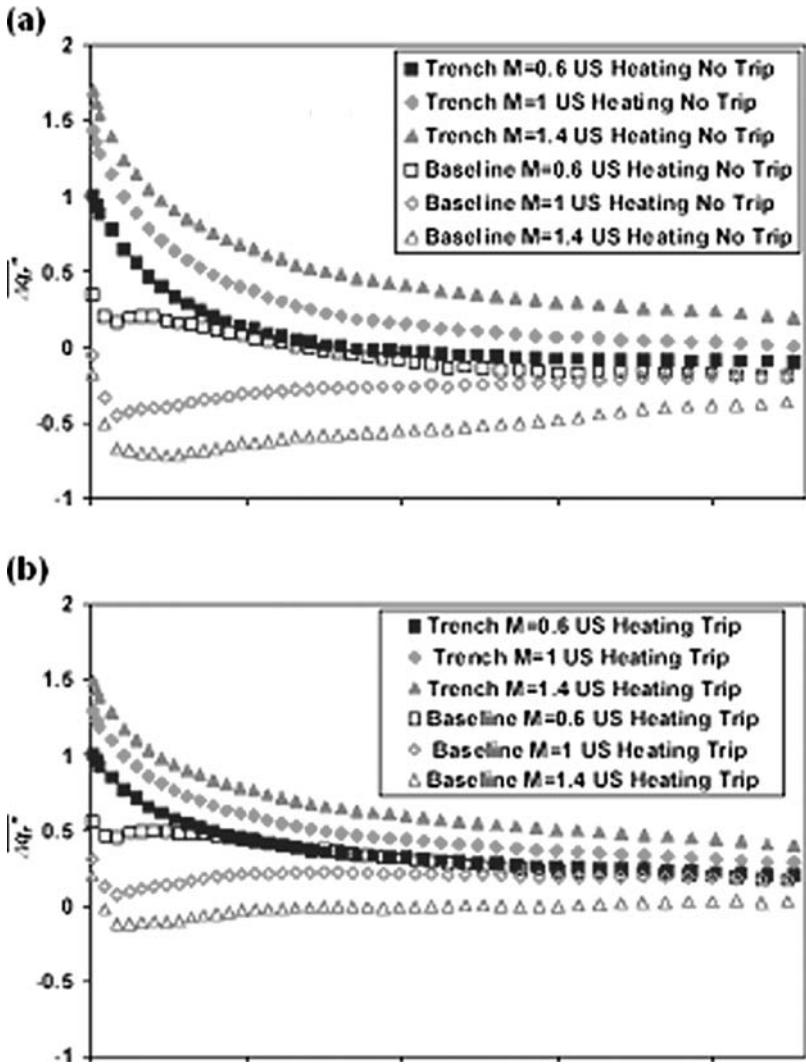 (a)
2
1.5
1
0.5
0
-0.5
-1
Trench M=0.6 US Heating No Trip
Trench M=1 US Heating No Trip
Trench M=1.4 US Heating No Trip
Baseline M=0.6 US Heating No Trip
Baseline M=1 US Heating No Trip
Baseline M=1.4 US Heating No Trip
(b)
2
1.5
1
0.5
0
-0.5
-1
Trench M=0.6 US Heating Trip
Trench M=1 US Heating Trip
Trench M=1.4 US Heating Trip
Baseline M=0.6 US Heating Trip
Baseline M=1 US Heating Trip
Baseline M=1.4 US Heating Trip